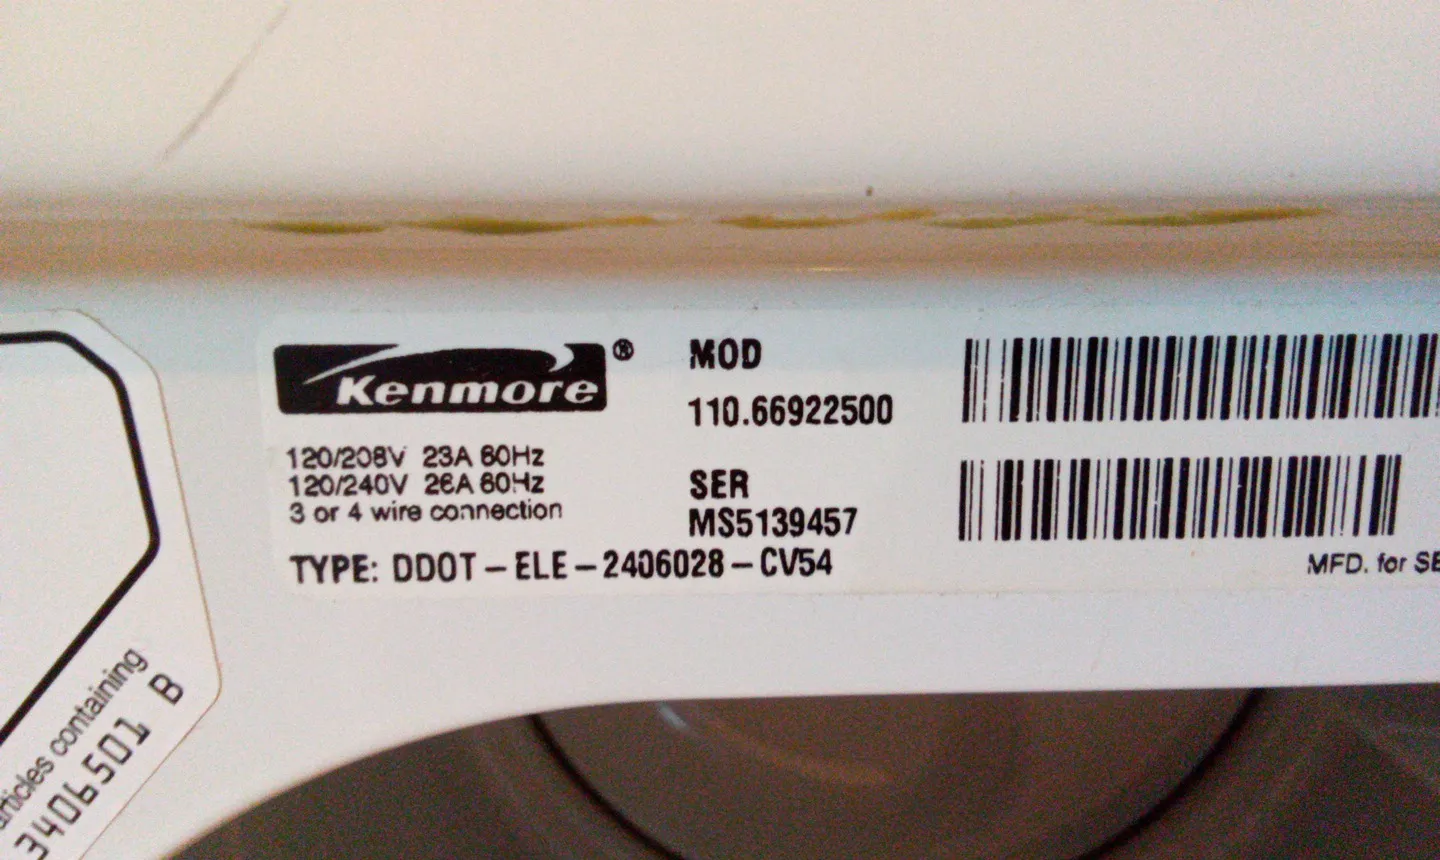 Kenmore®
120/208V 23A 60Hz
120/240V 26A 60Hz
3 or 4 wire connection
TYPE: DDOT-ELE-2406028-CV54
MOD
110.66922500
SER
MS5139457
MFD. for SE
articles containing
3406501 B